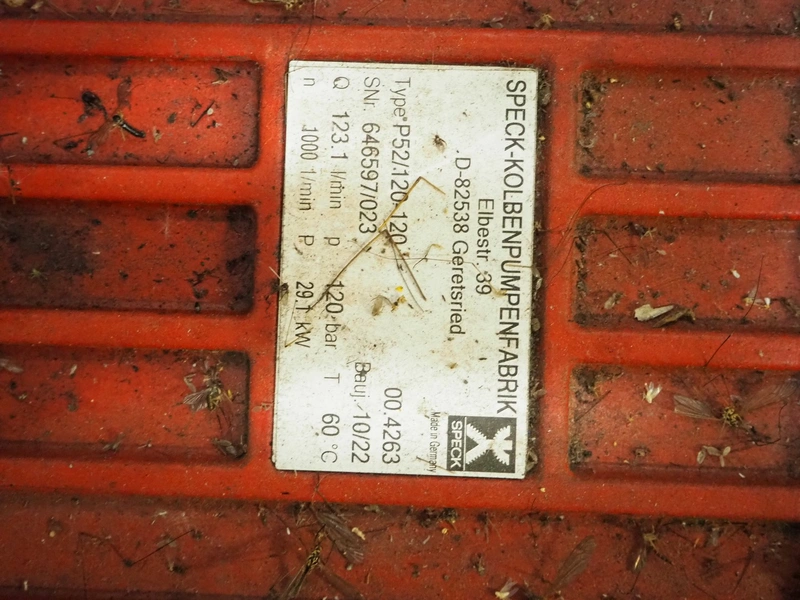 SPECK-KOLBENPUMPENFABRIK
Elbestr. 39
D-82538 Geretsried
SPECK
Made in Germany
Type P52/120-120 00.4263
SNr. 646597/023 Bauj. 10/22
Q 123.1 l/min p 120 bar T 60 °C
n 1000 1/min P 29.1 kW